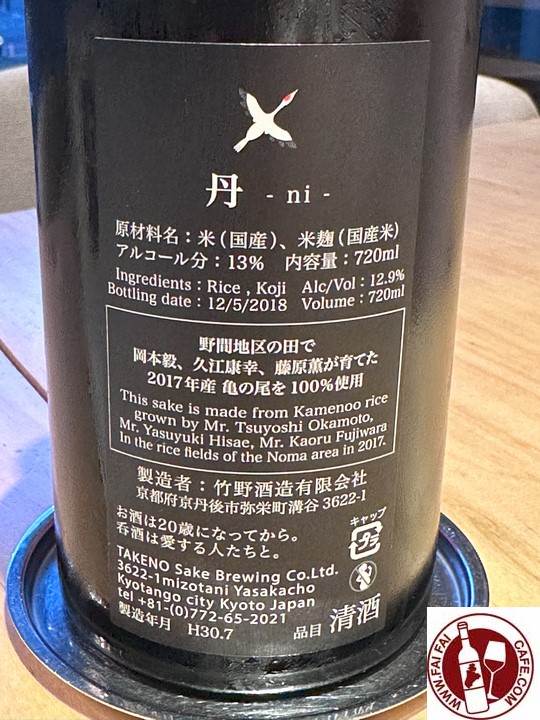 丹 - ni -
原材料名：米(国産)、米麹(国産米)
アルコール分：13%　内容量：720ml
Ingredients : Rice , Koji　Alc/Vol : 12.9%
Bottling date : 12/5/2018　Volume : 720ml
野間地区の田で
岡本毅、久江康幸、藤原薫が育てた
2017年産 亀の尾を 100%使用
This sake is made from Kamenoo rice
grown by Mr. Tsuyoshi Okamoto,
Mr. Yasuyuki Hisae, Mr. Kaoru Fujiwara
In the rice fields of the Noma area in 2017.
製造者：竹野酒造有限会社
京都府京丹後市弥栄町溝谷 3622-1
お酒は20歳になってから。
呑酒は愛する人たちと。
キャップ
プラ
TAKENO Sake Brewing Co.Ltd.
3622-1mizotani Yasakacho
Kyotango city Kyoto Japan
tel +81-(0)772-65-2021
製造年月　H30.7
品目 清酒
WWW.FAI FAI CAFE.COM